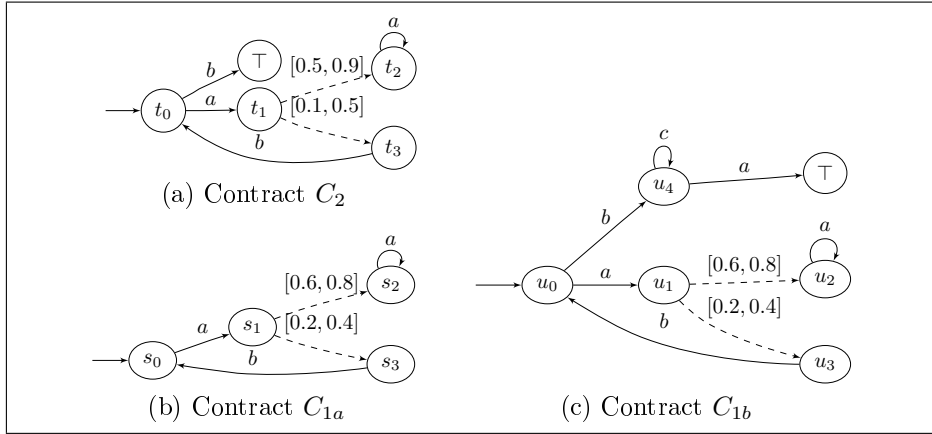 a
b
⊤
[0.5, 0.9]
t₂
t₀
a
t₁
[0.1, 0.5]
b
t₃
(a) Contract C₂
c
u₄
a
⊤
b
a
[0.6, 0.8]
u₂
u₀
a
u₁
[0.2, 0.4]
b
u₃
(c) Contract C₁b
a
[0.6, 0.8]
s₂
a
s₁
[0.2, 0.4]
s₀
b
s₃
(b) Contract C₁a